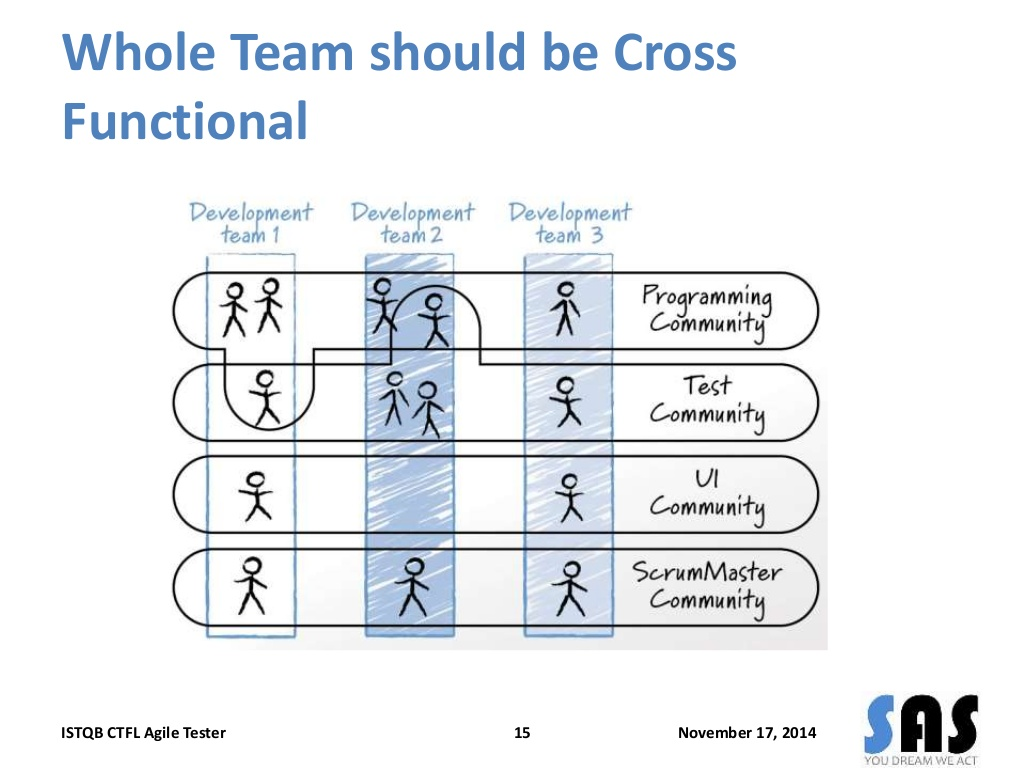 Whole Team should be Cross
Functional
Development
team 1
Development
team 2
Development
team 3
Programming
Community
Test
Community
UI
Community
ScrumMaster
Community
ISTQB CTFL Agile Tester
15
November 17, 2014
SAS
YOU DREAM WE ACT